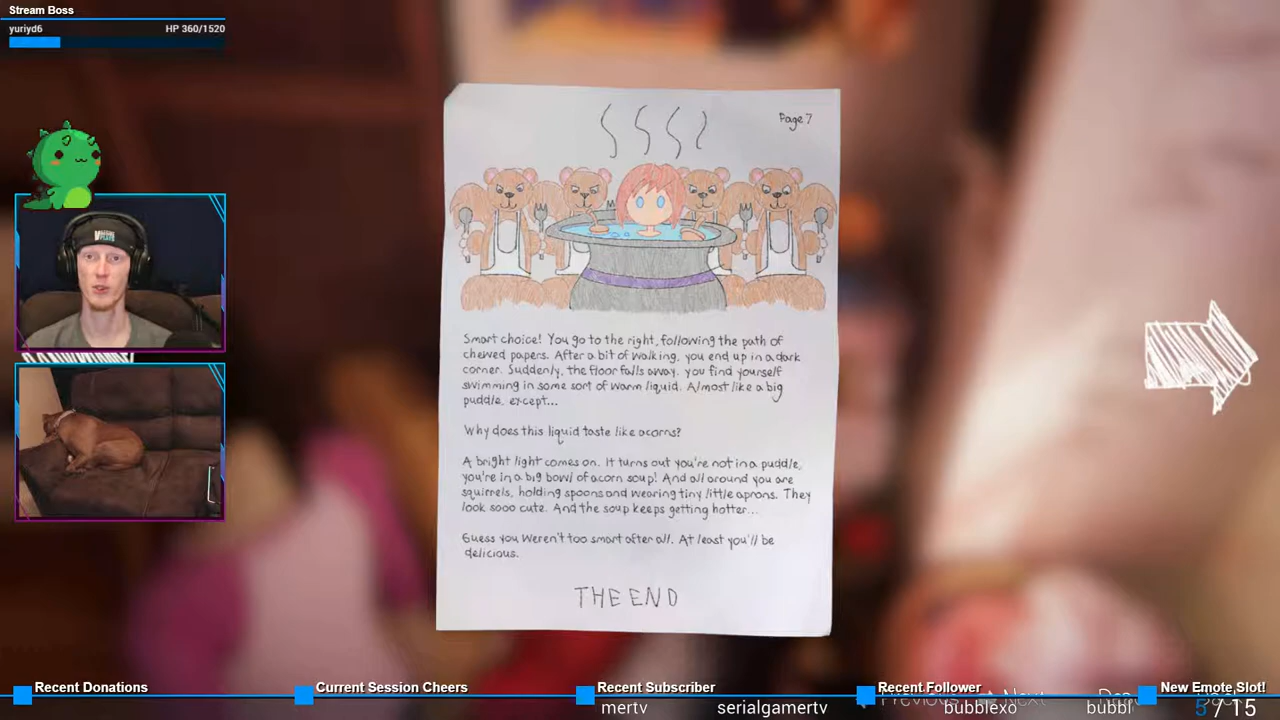 Stream Boss
yuriyd6
HP 360/1520
Page 7
Smart choice! You go to the right, following the path of
chewed papers. After a bit of walking, you end up in a dark
corner. Suddenly, the floor falls away. you find yourself
swimming in some sort of warm liquid. Almost like a big
puddle, except...
Why does this liquid taste like acorns?
A bright light comes on. It turns out you're not in a puddle,
you're in a big bowl of acorn soup! And all around you are
squirrels, holding spoons and wearing tiny little aprons. They
look sooo cute. And the soup keeps getting hotter...
Guess you weren't too smart after all. At least you'll be
delicious.
THE END
Recent Donations
Current Session Cheers
Recent Subscriber
mertv
serialgamertv
Recent Follower
bubblexo
bubbl
New Emote Slot!
5 / 15
Previous
Next